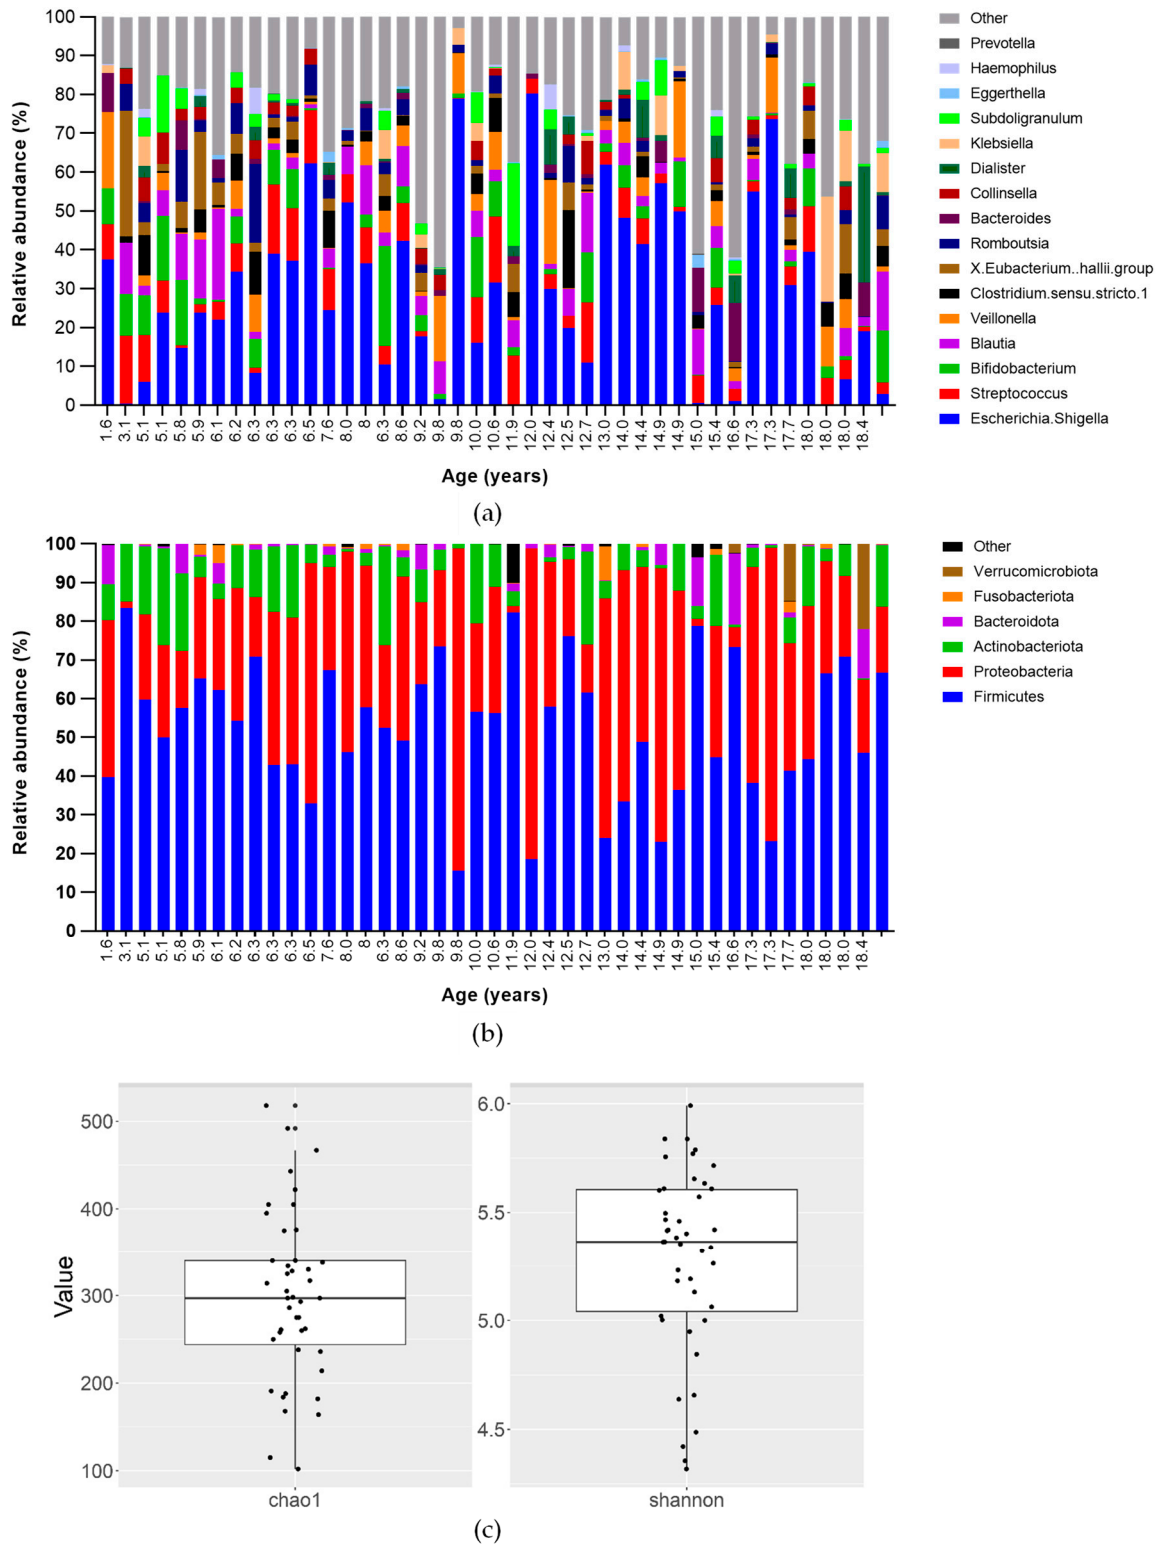 100
90
80
70
60
50
40
30
20
10
0
Relative abundance (%)
1.6 3.1 5.1 5.1 5.8 5.9 6.1 6.2 6.3 6.3 6.3 6.5 7.6 8.0 8 6.3 8.6 9.2 9.8 9.8 10.0 10.6 11.9 12.0 12.4 12.5 12.7 13.0 14.0 14.4 14.9 14.9 15.0 15.4 16.6 17.3 17.3 17.7 18.0 18.0 18.0 18.4
Age (years)
Other
Prevotella
Haemophilus
Eggerthella
Subdoligranulum
Klebsiella
Dialister
Collinsella
Bacteroides
Romboutsia
X.Eubacterium..hallii.group
Clostridium.sensu.stricto.1
Veillonella
Blautia
Bifidobacterium
Streptococcus
Escherichia.Shigella
(a)
100
90
80
70
60
50
40
30
20
10
0
Relative abundance (%)
1.6 3.1 5.1 5.1 5.8 5.9 6.1 6.2 6.3 6.3 6.3 6.5 7.6 8.0 8 6.3 8.6 9.2 9.8 9.8 10.0 10.6 11.9 12.0 12.4 12.5 12.7 13.0 14.0 14.4 14.9 14.9 15.0 15.4 16.6 17.3 17.3 17.7 18.0 18.0 18.0 18.4
Age (years)
Other
Verrucomicrobiota
Fusobacteriota
Bacteroidota
Actinobacteriota
Proteobacteria
Firmicutes
(b)
500
400
300
200
100
Value
chao1
6.0
5.5
5.0
4.5
shannon
(c)